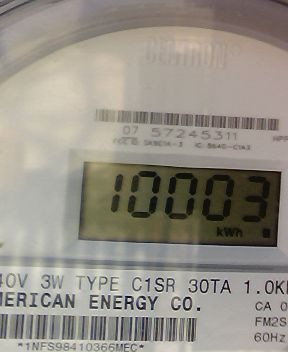 CENTRON®
07 57245311
10003
kWh
40V 3W TYPE C1SR 30TA 1.0K
MERICAN ENERGY CO.
CA 0
FM2S
60Hz
*1NFS98410366MEC*